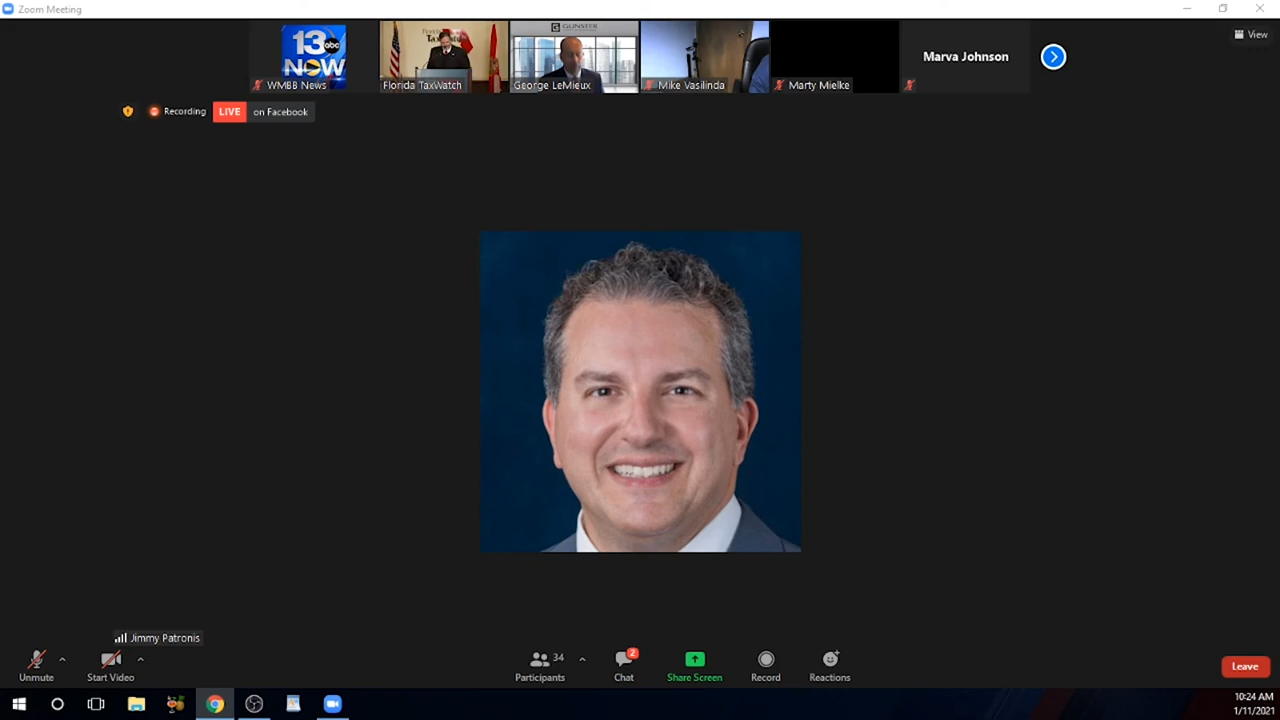 Zoom Meeting
View
13
abc
NOW
WMBB News
Florida TaxWatch
GUNSTER
George LeMieux
Mike Vasilinda
Marty Mielke
Marva Johnson
Recording
LIVE
on Facebook
Jimmy Patronis
Unmute
Start Video
34
Participants
2
Chat
Share Screen
Record
Reactions
Leave
10:24 AM
1/11/2021